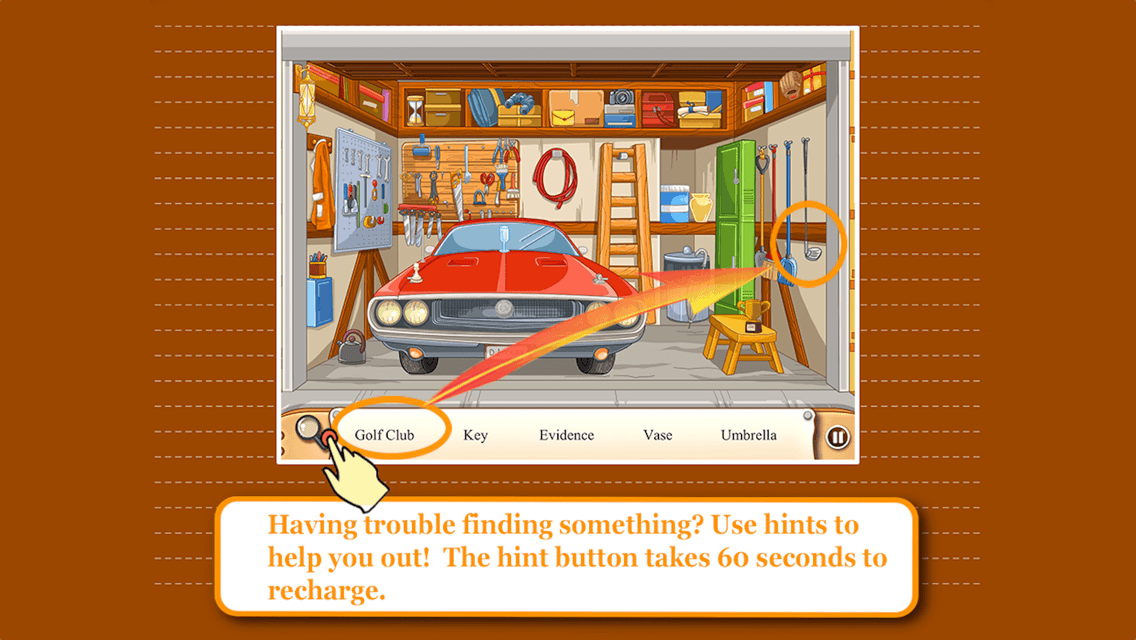 Golf Club Key Evidence Vase Umbrella
Having trouble finding something? Use hints to
help you out! The hint button takes 60 seconds to
recharge.